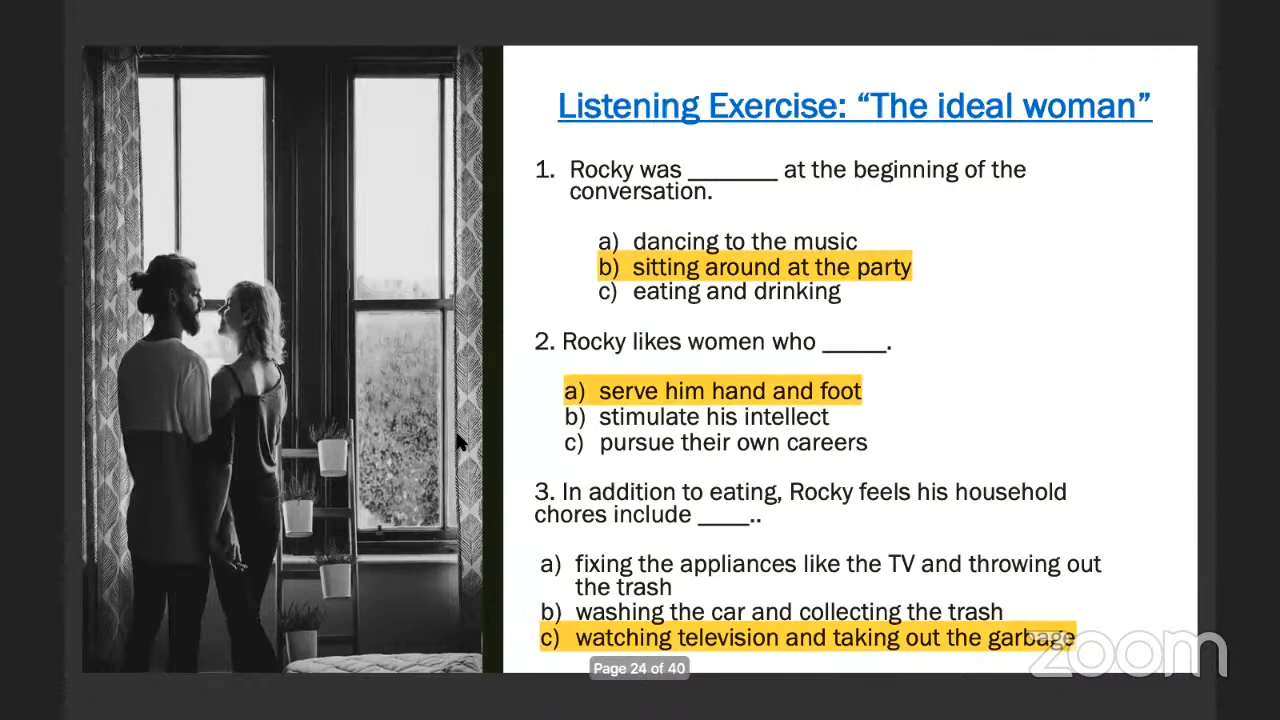 Listening Exercise: “The ideal woman”
1. Rocky was _______ at the beginning of the
conversation.
a) dancing to the music
b) sitting around at the party
c) eating and drinking
2. Rocky likes women who _____.
a) serve him hand and foot
b) stimulate his intellect
c) pursue their own careers
3. In addition to eating, Rocky feels his household
chores include ____..
a) fixing the appliances like the TV and throwing out
the trash
b) washing the car and collecting the trash
c) watching television and taking out the garbage
zoom
Page 24 of 40